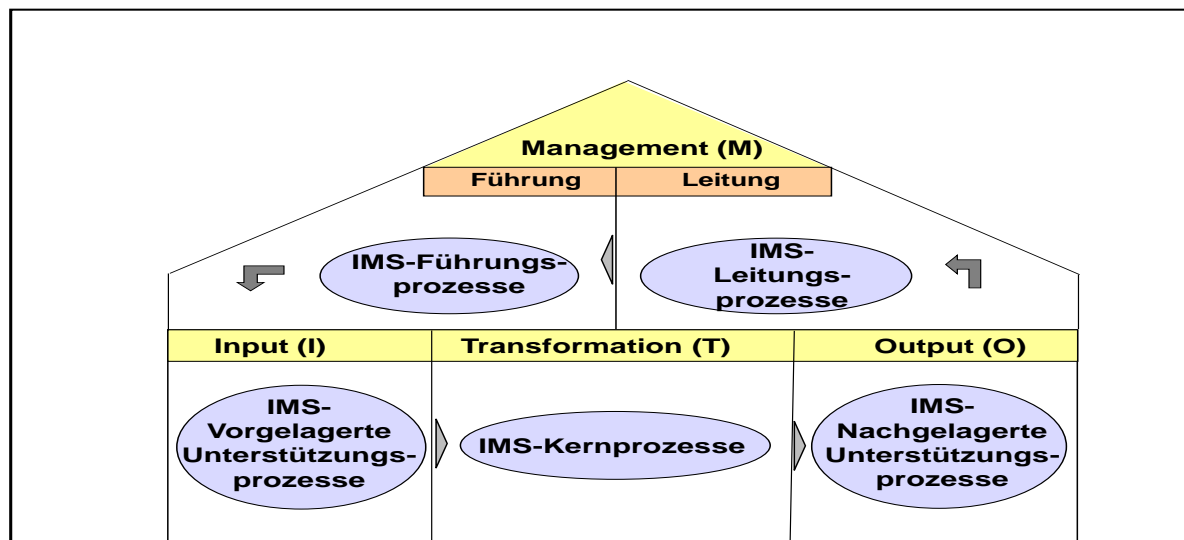 Management (M)
Führung
Leitung
IMS-Führungs-
prozesse
IMS-
Leitungs-
prozesse
Input (I)
Transformation (T)
Output (O)
IMS-
Vorgelagerte
Unterstützungs-
prozesse
IMS-Kernprozesse
IMS-
Nachgelagerte
Unterstützungs-
prozesse